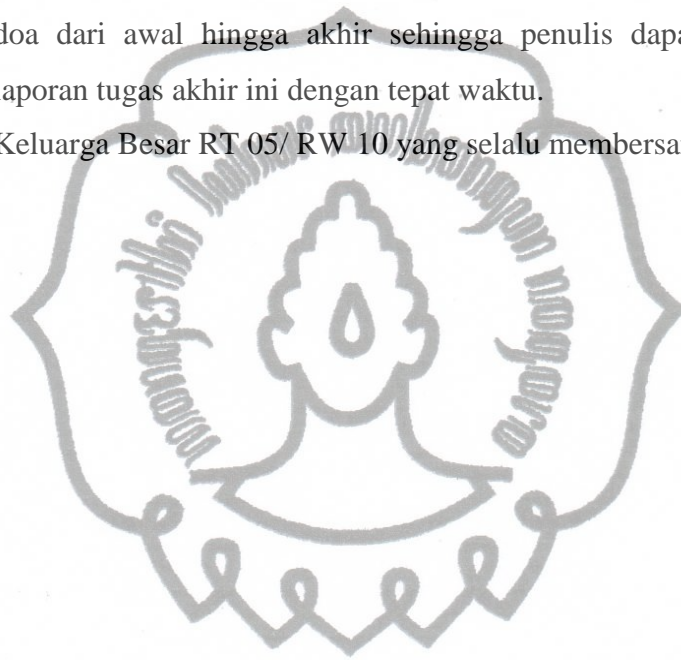 doa dari awal hingga akhir sehingga penulis dapa
laporan tugas akhir ini dengan tepat waktu.
Keluarga Besar RT 05/ RW 10 yang selalu membersa